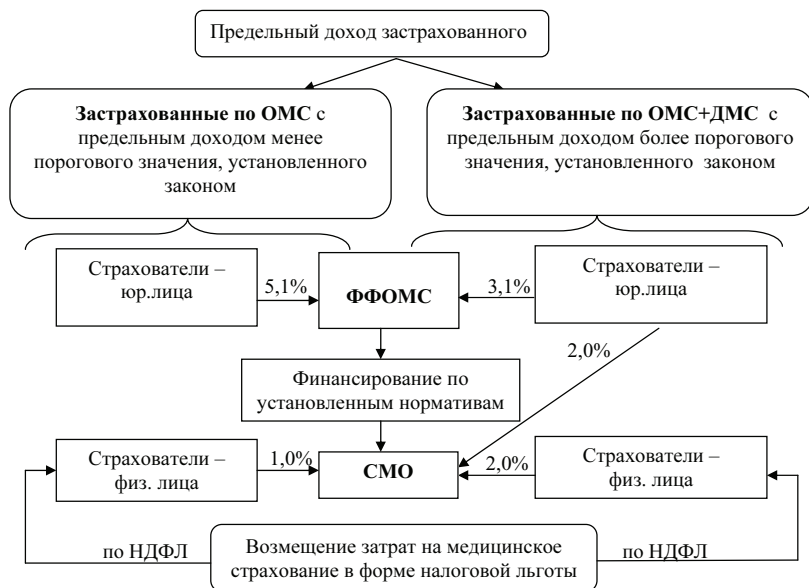 Предельный доход застрахованного
Застрахованные по ОМС с
предельным доходом менее
порогового значения, установленного
законом
Застрахованные по ОМС+ДМС с
предельным доходом более порогового
значения, установленного законом
Страхователи –
юр.лица
5,1%
ФФОМС
3,1%
Страхователи –
юр.лица
2,0%
Финансирование по
установленным нормативам
Страхователи –
физ. лица
1,0%
СМО
2,0%
Страхователи –
физ. лица
по НДФЛ
Возмещение затрат на медицинское
страхование в форме налоговой льготы
по НДФЛ